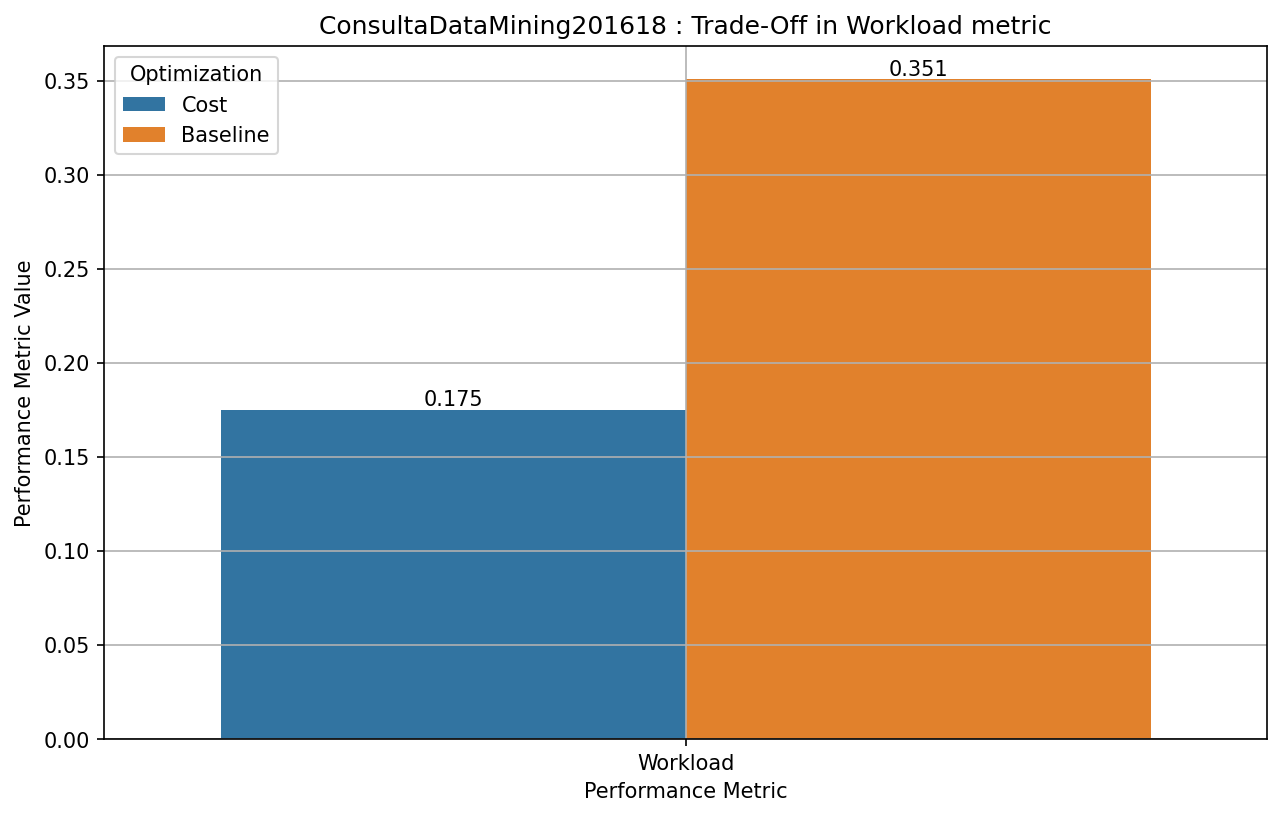 ConsultaDataMining201618 : Trade-Off in Workload metric
Optimization
Cost
Baseline
Performance Metric Value
0.35
0.30
0.25
0.20
0.15
0.10
0.05
0.00
0.175
0.351
Workload
Performance Metric